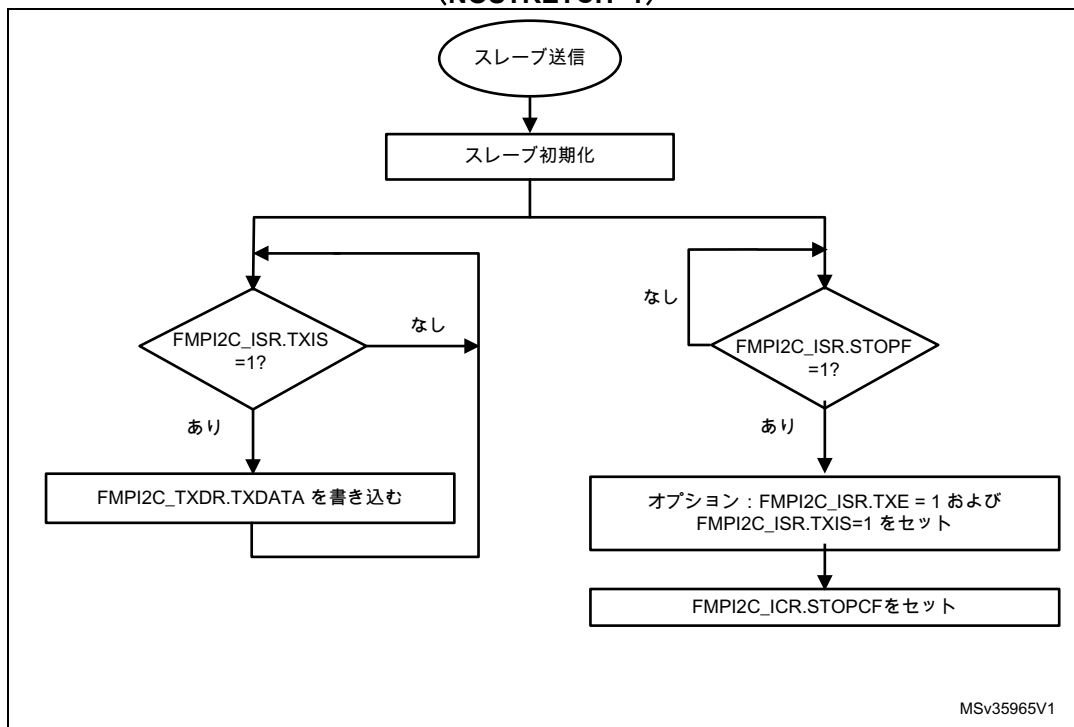 (NOSTRETCH=1)
スレーブ送信
スレーブ初期化
FMPI2C_ISR.TXIS
=1?
なし
あり
FMPI2C_TXDR.TXDATA を書き込む
なし
FMPI2C_ISR.STOPF
=1?
あり
オプション：FMPI2C_ISR.TXE = 1 および
FMPI2C_ISR.TXIS=1 をセット
FMPI2C_ICR.STOPCFをセット
MSv35965V1